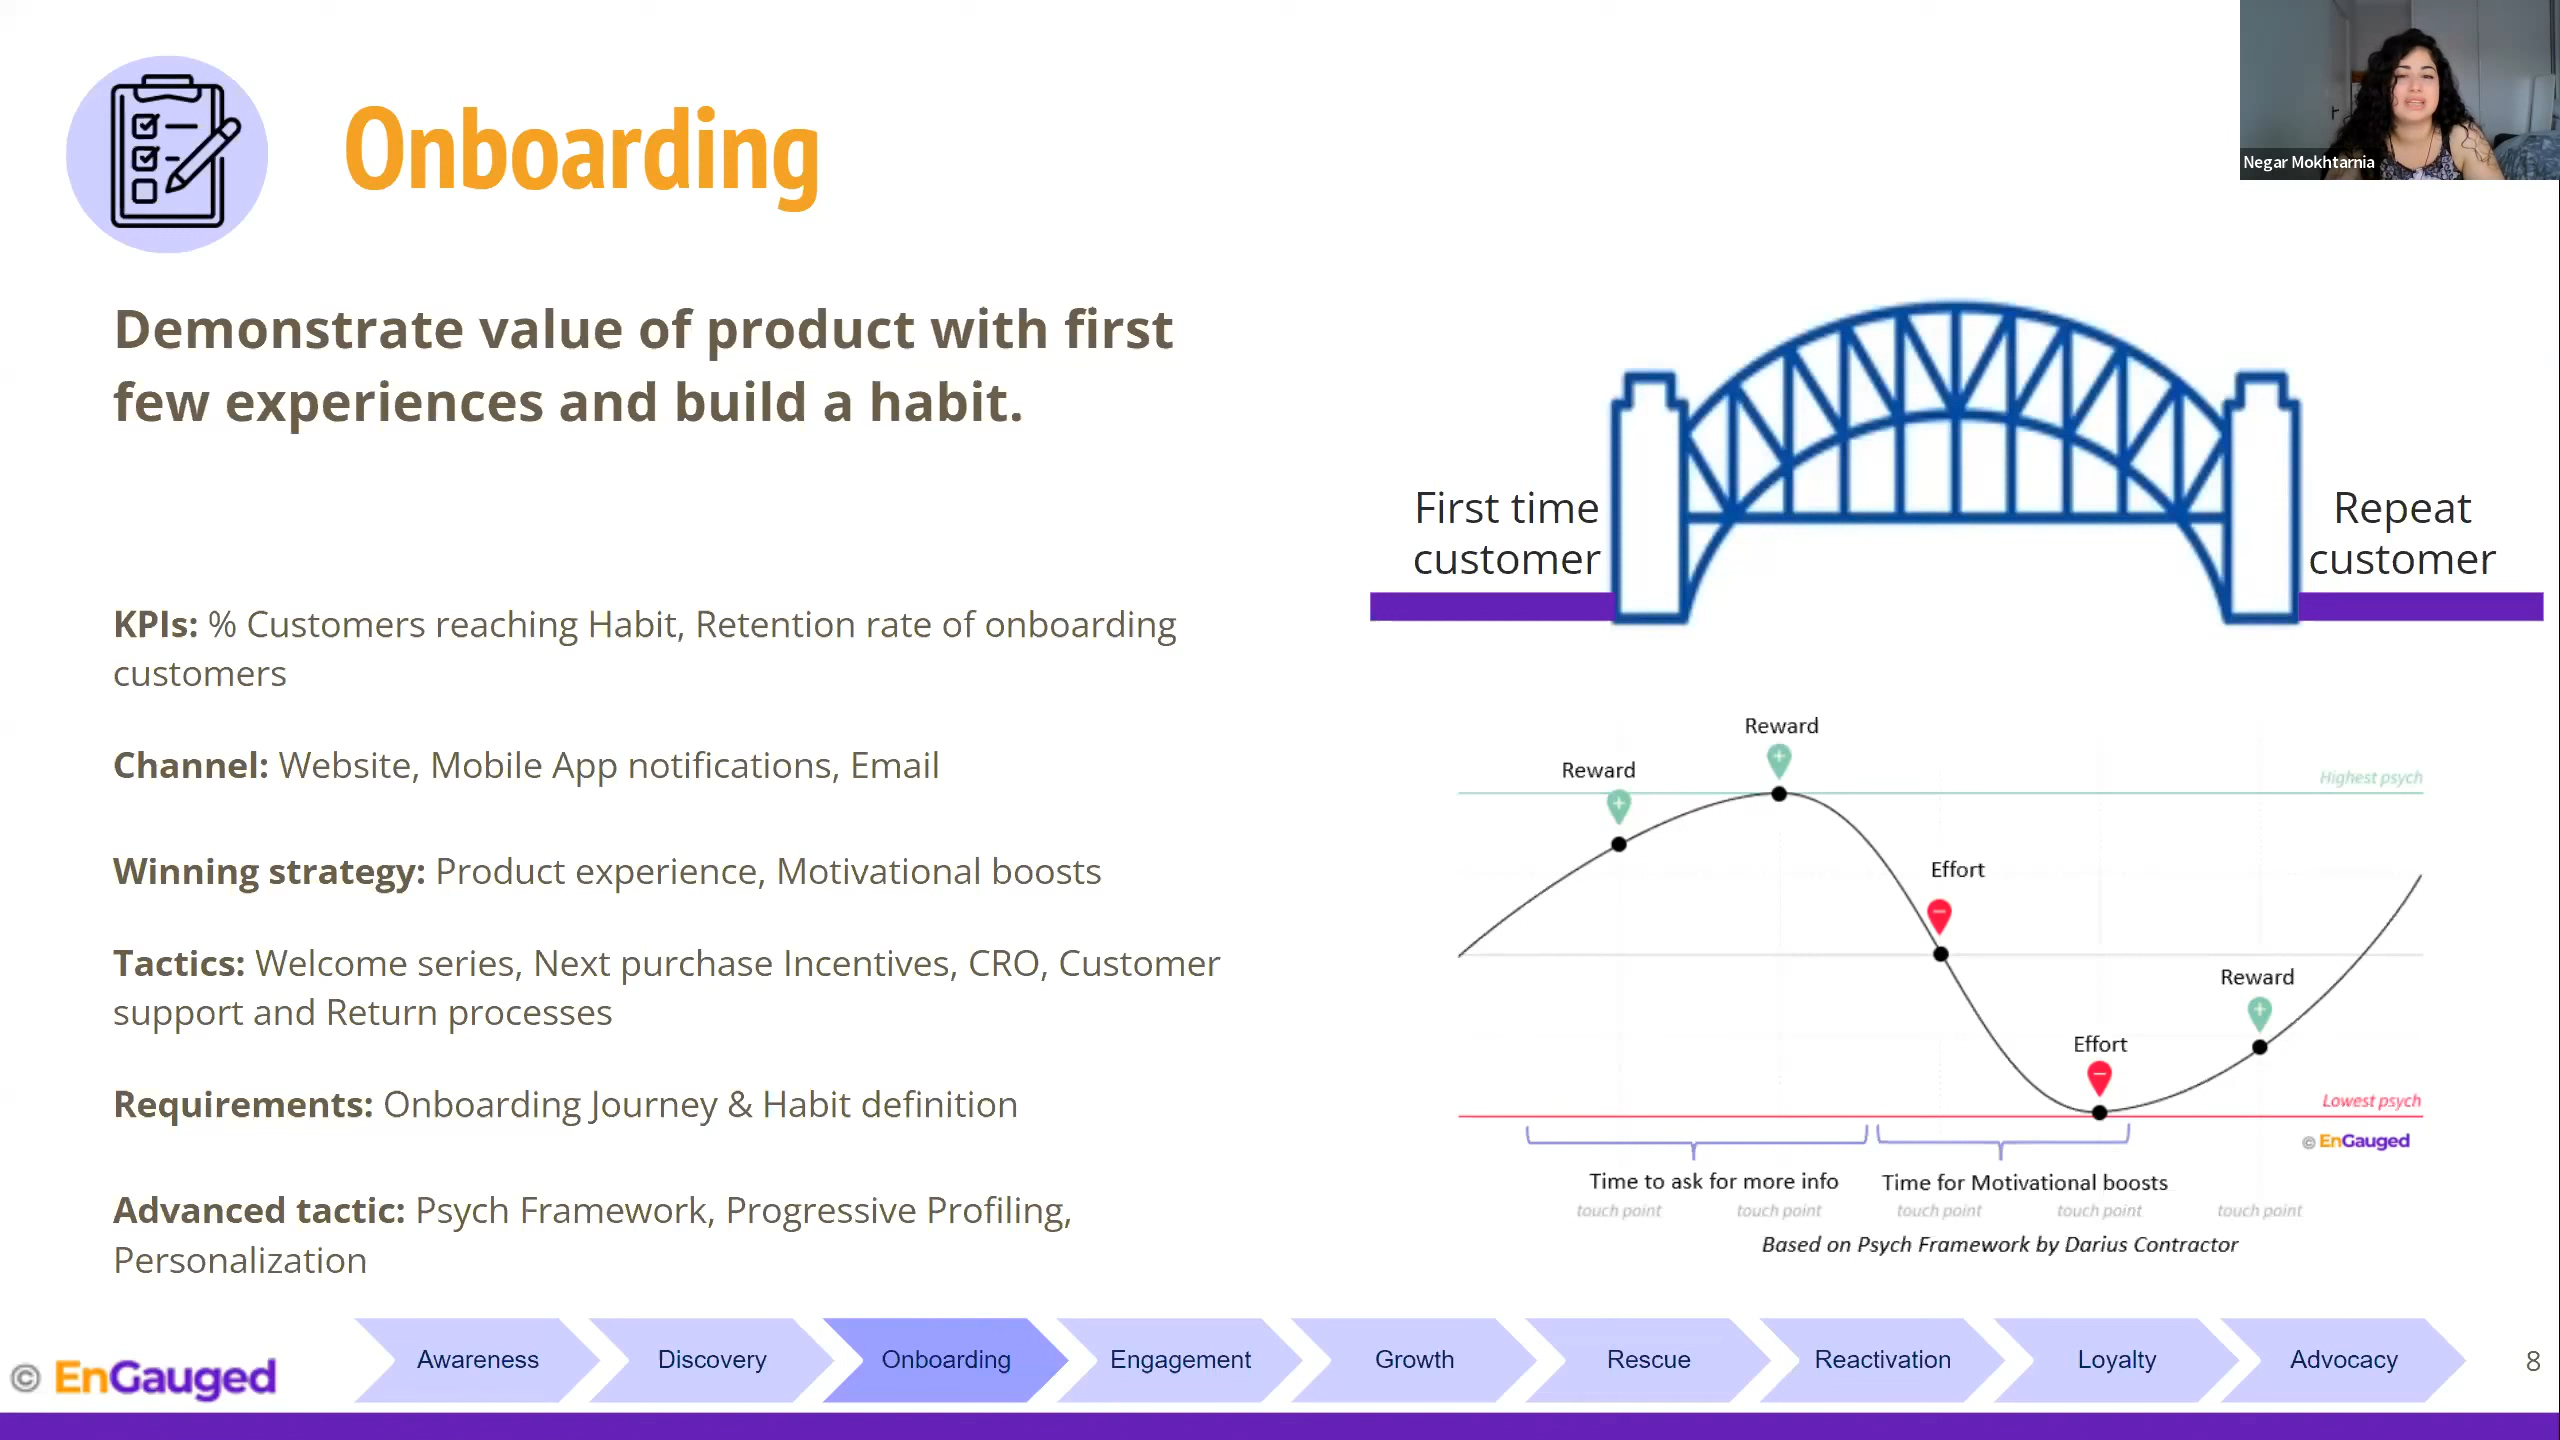 Onboarding
Negar Mokhtarnia
Demonstrate value of product with first
few experiences and build a habit.
KPIs: % Customers reaching Habit, Retention rate of onboarding
customers
Channel: Website, Mobile App notifications, Email
Winning strategy: Product experience, Motivational boosts
Tactics: Welcome series, Next purchase Incentives, CRO, Customer
support and Return processes
Requirements: Onboarding Journey & Habit definition
Advanced tactic: Psych Framework, Progressive Profiling,
Personalization
First time
customer
Repeat
customer
Reward
Reward
Highest psych
Effort
Reward
Effort
Lowest psych
© EnGauged
Time to ask for more info
Time for Motivational boosts
touch point
touch point
touch point
touch point
touch point
Based on Psych Framework by Darius Contractor
© EnGauged
Awareness
Discovery
Onboarding
Engagement
Growth
Rescue
Reactivation
Loyalty
Advocacy
8